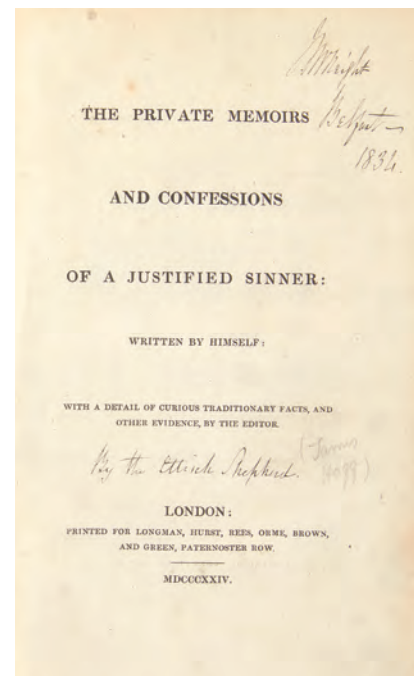 J Wright
Belfast
1834.
THE PRIVATE MEMOIRS
AND CONFESSIONS
OF A JUSTIFIED SINNER:
WRITTEN BY HIMSELF:
WITH A DETAIL OF CURIOUS TRADITIONARY FACTS, AND
OTHER EVIDENCE, BY THE EDITOR.
By the Ettrick Shepherd.
(James
Hogg)
LONDON:
PRINTED FOR LONGMAN, HURST, REES, ORME, BROWN,
AND GREEN, PATERNOSTER ROW.
MDCCCXXIV.